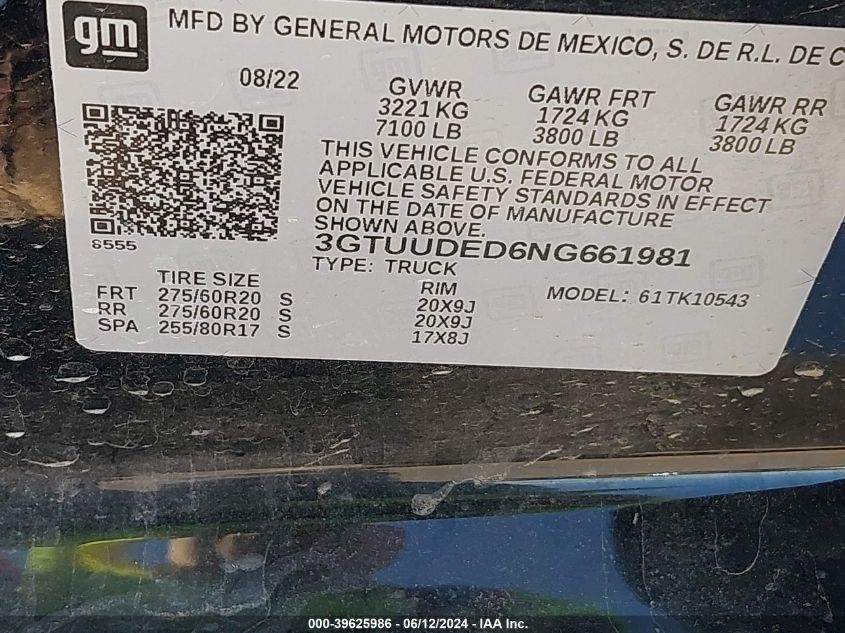 gm MFD BY GENERAL MOTORS DE MEXICO, S. DE R.L. DE C
08/22
GVWR GAWR FRT GAWR RR
3221 KG 1724 KG 1724 KG
7100 LB 3800 LB 3800 LB
THIS VEHICLE CONFORMS TO ALL
APPLICABLE U.S. FEDERAL MOTOR
VEHICLE SAFETY STANDARDS IN EFFECT
ON THE DATE OF MANUFACTURE
SHOWN ABOVE.
8555
3GTUUDED6NG661981
TYPE: TRUCK
MODEL: 61TK10543
TIRE SIZE RIM
FRT 275/60R20 S 20X9J
RR 275/60R20 S 20X9J
SPA 255/80R17 S 17X8J
000-39625986 - 06/12/2024 - IAA Inc.